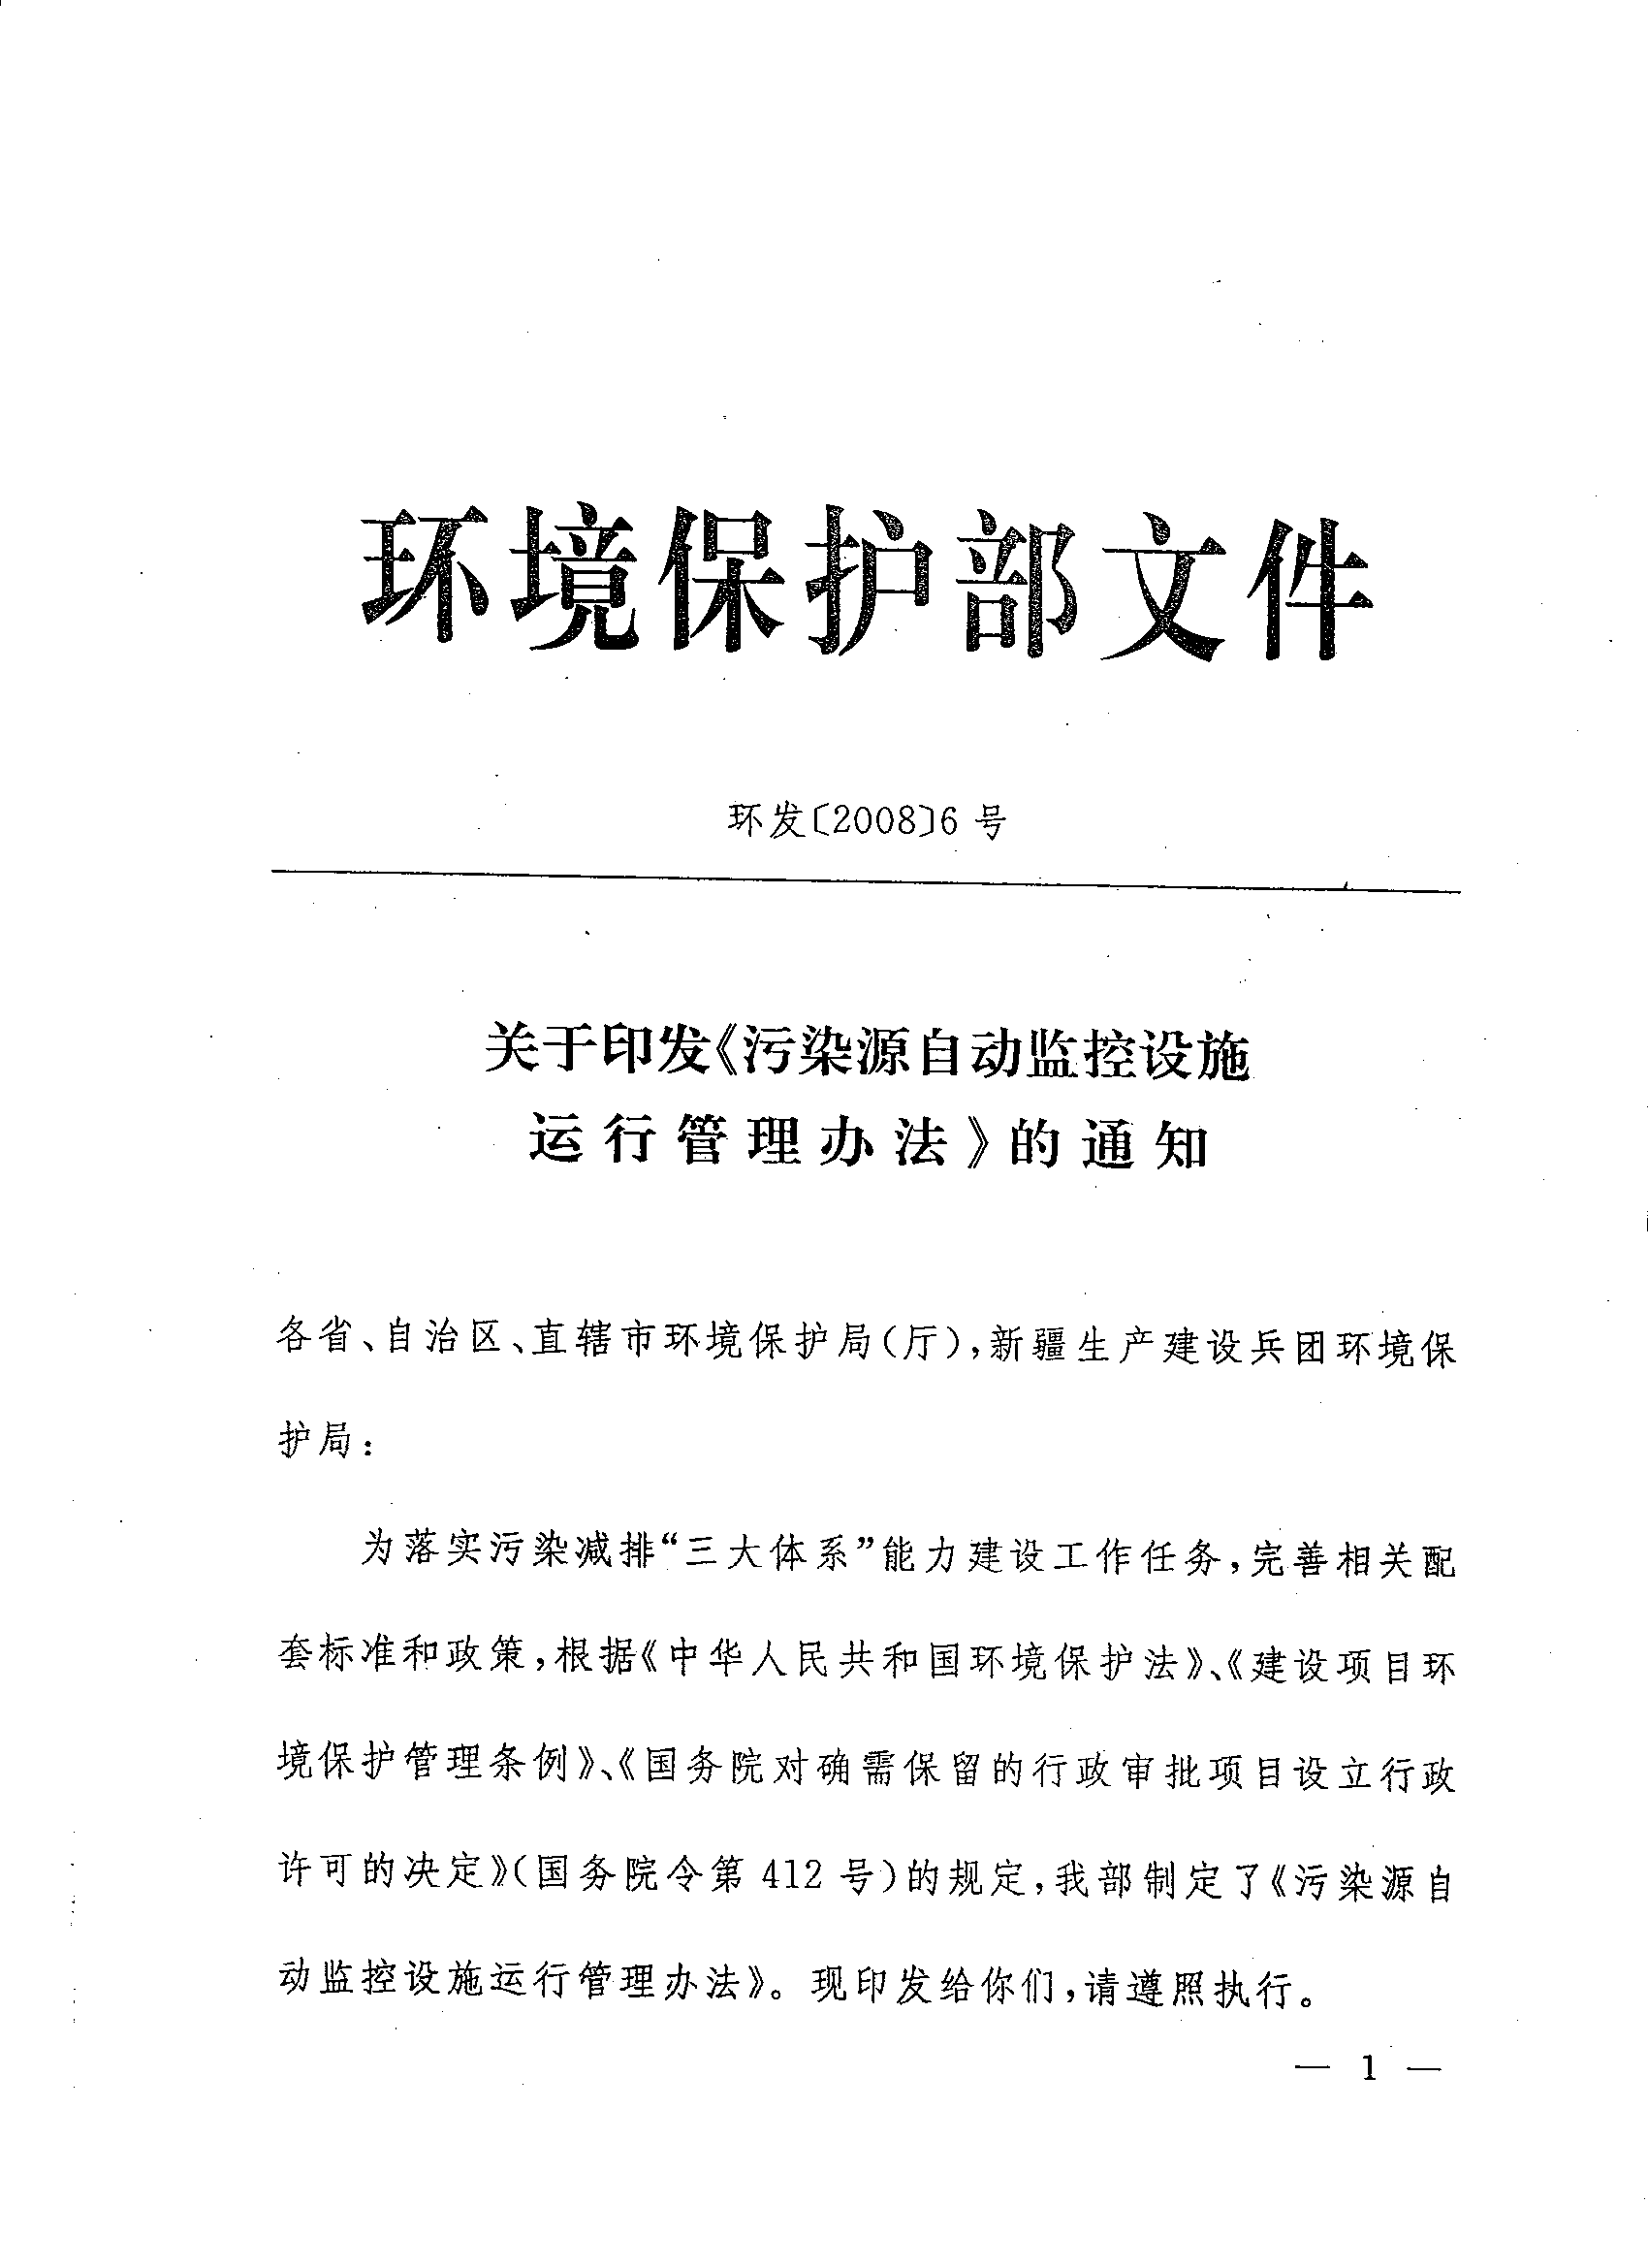 环境保护部文件
环发〔2008〕6 号
关于印发《污染源自动监控设施
运行管理办法》的通知
各省、自治区、直辖市环境保护局(厅),新疆生产建设兵团环境保
护局:
为落实污染减排“三大体系”能力建设工作任务,完善相关配
套标准和政策,根据《中华人民共和国环境保护法》、《建设项目环
境保护管理条例》、《国务院对确需保留的行政审批项目设立行政
许可的决定》(国务院令第 412 号)的规定,我部制定了《污染源自
动监控设施运行管理办法》。现印发给你们,请遵照执行。
— 1 —